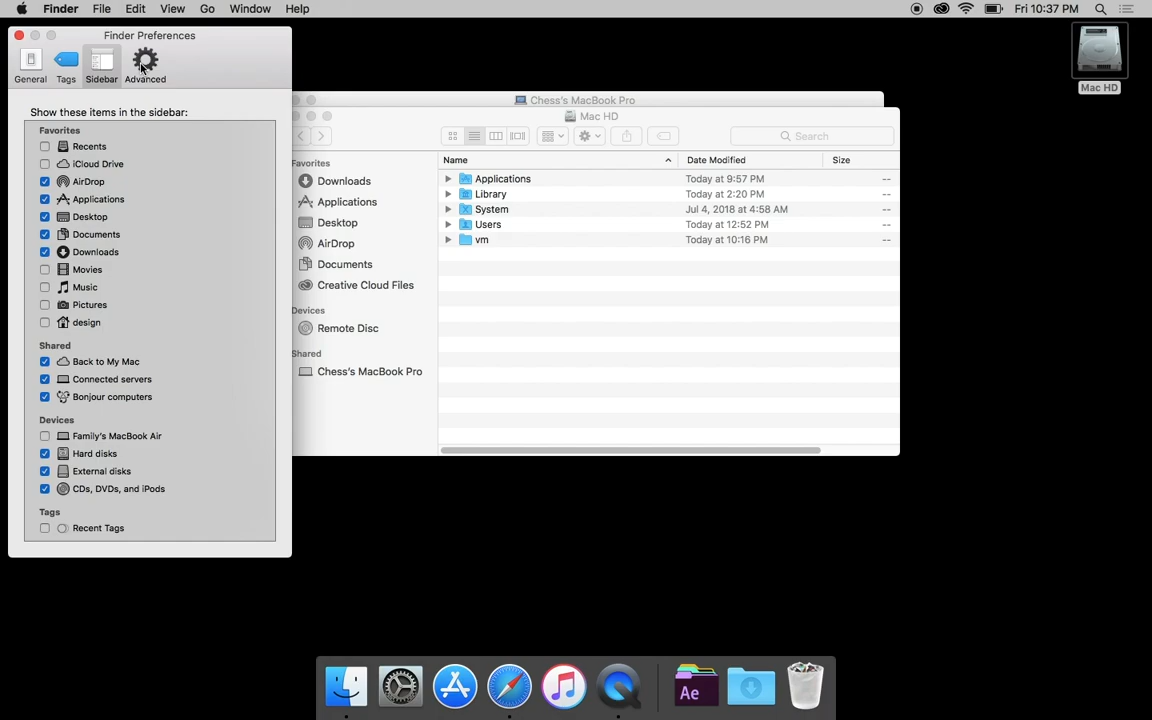 Finder File Edit View Go Window Help Fri 10:37 PM
Finder Preferences
General Tags Sidebar Advanced
Show these items in the sidebar:
Favorites
Recents
iCloud Drive
AirDrop
Applications
Desktop
Documents
Downloads
Movies
Music
Pictures
design
Shared
Back to My Mac
Connected servers
Bonjour computers
Devices
Family's MacBook Air
Hard disks
External disks
CDs, DVDs, and iPods
Tags
Recent Tags
Chess's MacBook Pro
Mac HD
Search
Favorites
Downloads
Applications
Desktop
AirDrop
Documents
Creative Cloud Files
Devices
Remote Disc
Shared
Chess's MacBook Pro
Name Date Modified Size
Applications Today at 9:57 PM --
Library Today at 2:20 PM --
System Jul 4, 2018 at 4:58 AM --
Users Today at 12:52 PM --
vm Today at 10:16 PM --
Mac HD
Ae